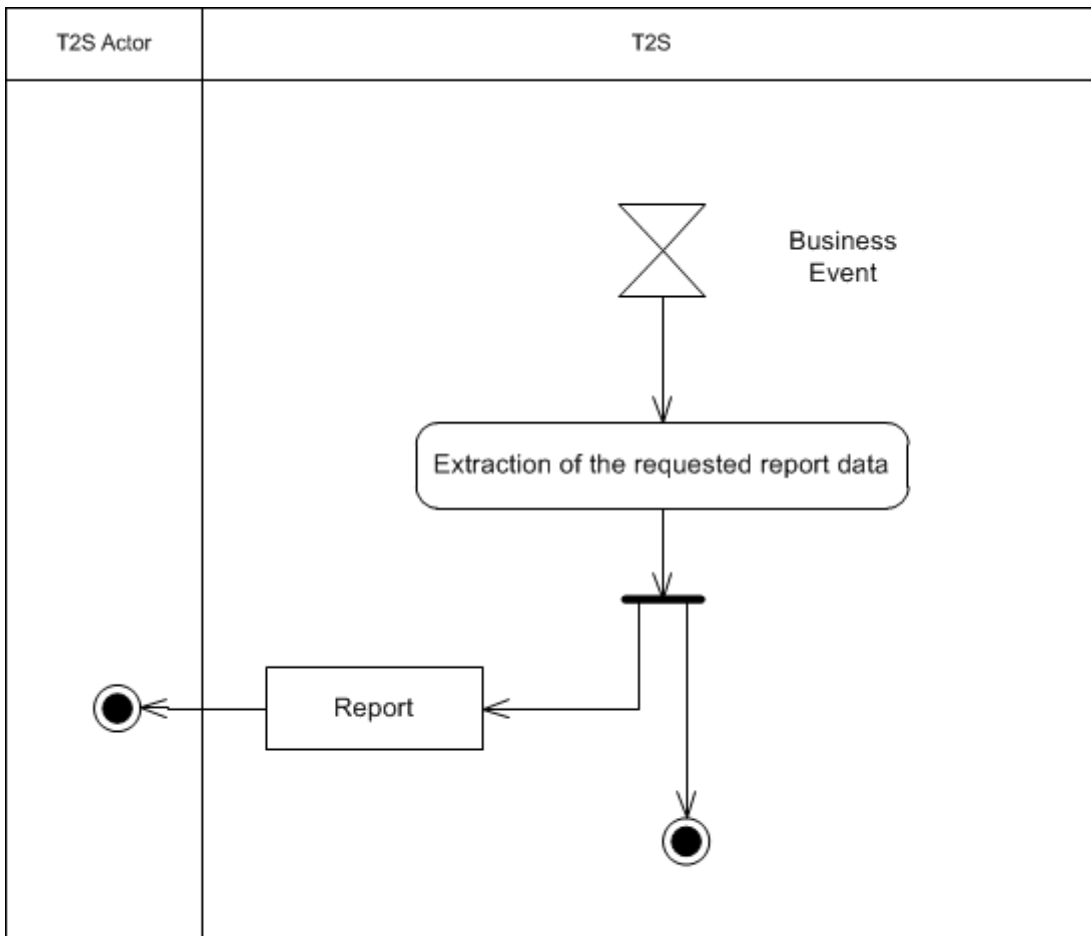 T2S Actor
T2S
Business
Event
Extraction of the requested report data
Report